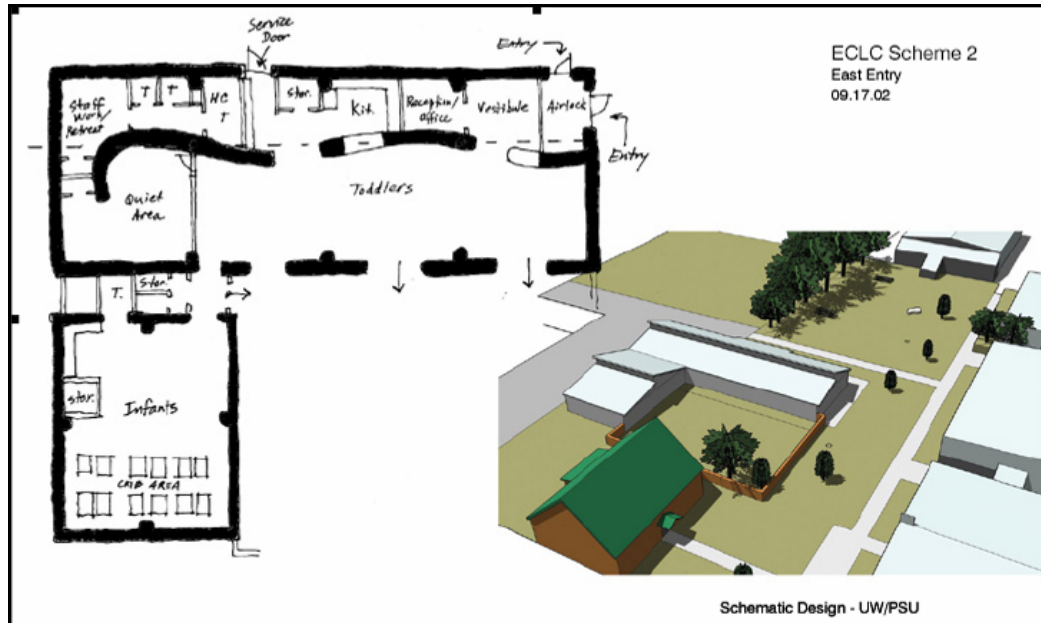 ECLC Scheme 2
East Entry
09.17.02
Service
Door
Entry
Staff
Work/
Retreat
T
T
HC
T
Stor.
Kit.
Reception/
Office
Vestibule
Airlock
Entry
Quiet
Area
Toddlers
T.
Stor.
Stor.
Infants
CRIB AREA
Schematic Design - UW/PSU